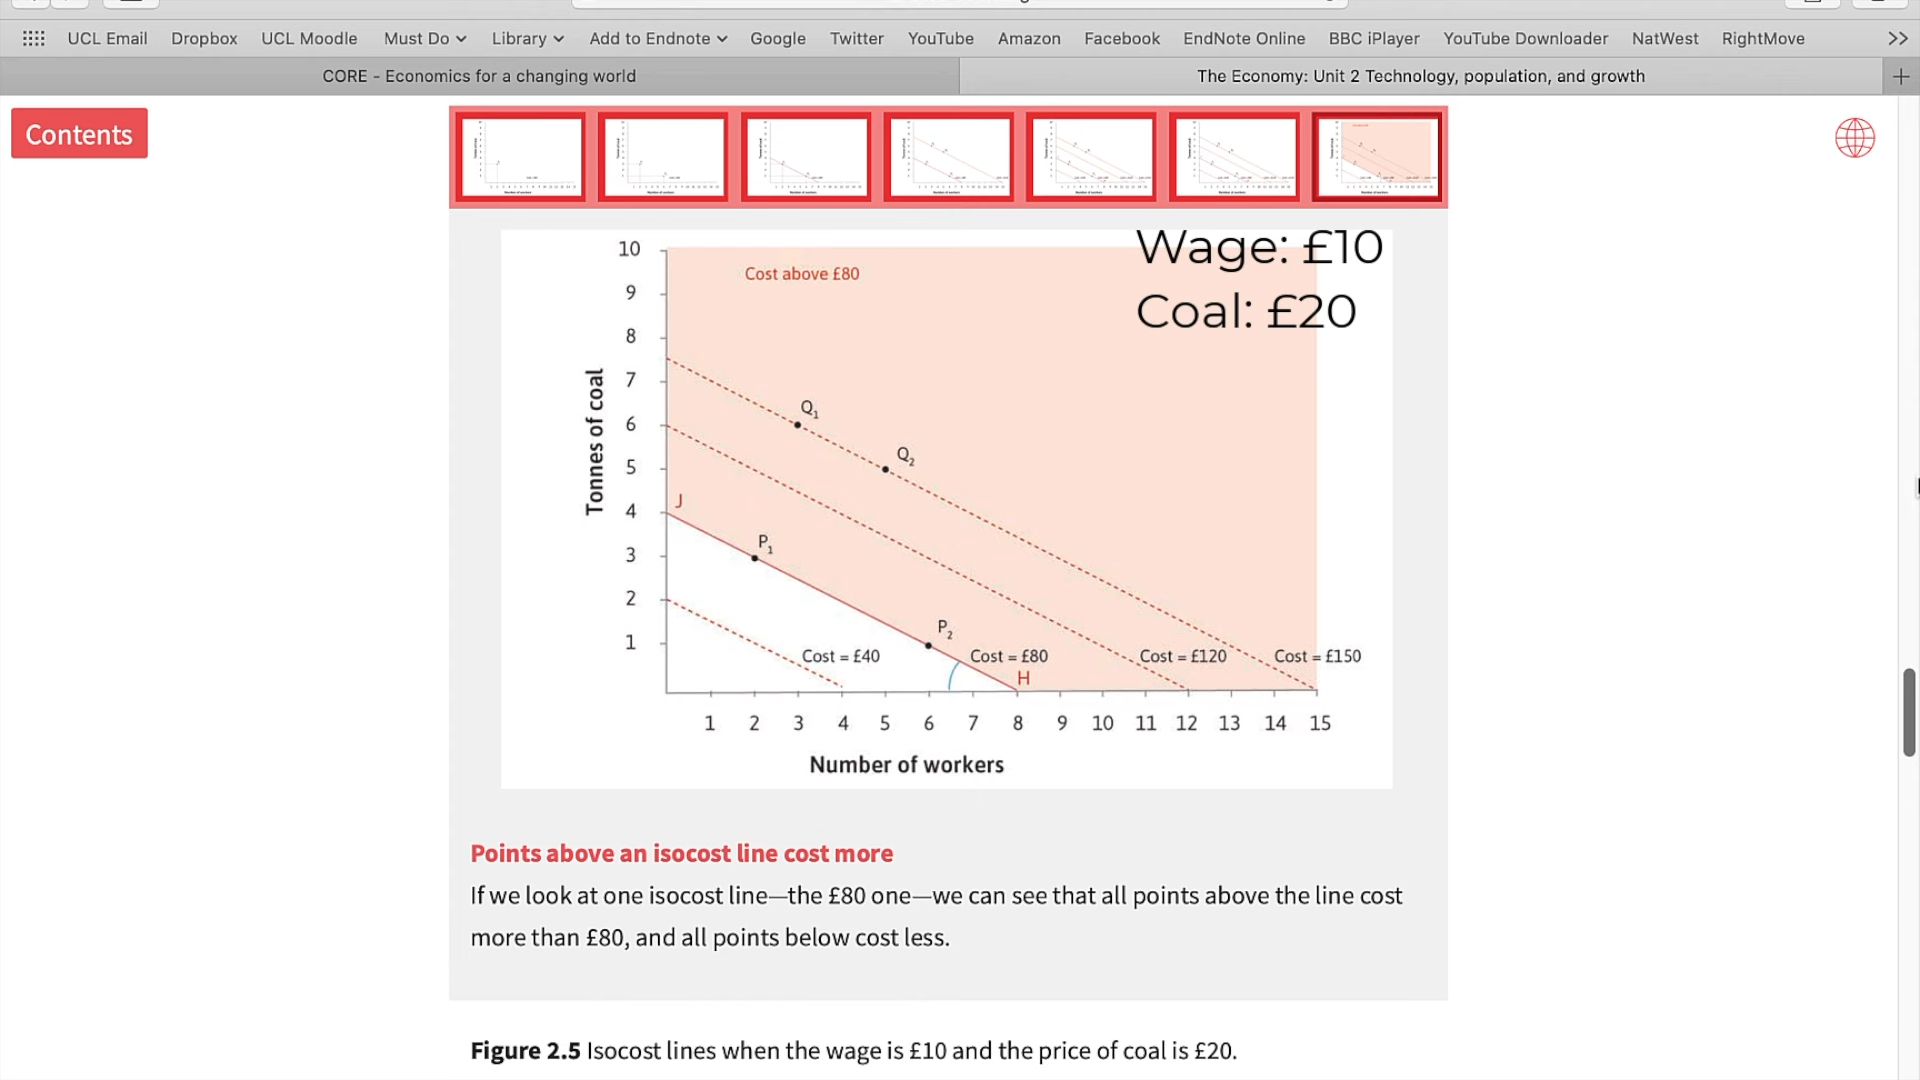 UCL Email Dropbox UCL Moodle Must Do Library Add to Endnote Google Twitter YouTube Amazon Facebook EndNote Online BBC iPlayer YouTube Downloader NatWest RightMove
CORE - Economics for a changing world
The Economy: Unit 2 Technology, population, and growth
Contents
Wage: £10
Coal: £20
Cost above £80
10
9
8
7
6
5
4
3
2
1
Tonnes of coal
Q1
Q2
J
P1
P2
H
Cost = £40
Cost = £80
Cost = £120
Cost = £150
1 2 3 4 5 6 7 8 9 10 11 12 13 14 15
Number of workers
Points above an isocost line cost more
If we look at one isocost line—the £80 one—we can see that all points above the line cost
more than £80, and all points below cost less.
Figure 2.5 Isocost lines when the wage is £10 and the price of coal is £20.